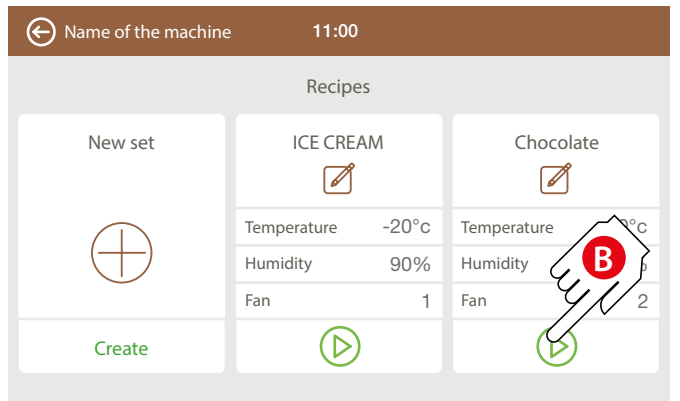 Name of the machine 11:00
Recipes
New set
Create
ICE CREAM
Temperature -20°c
Humidity 90%
Fan 1
Chocolate
Temperature
Humidity
Fan 2
B